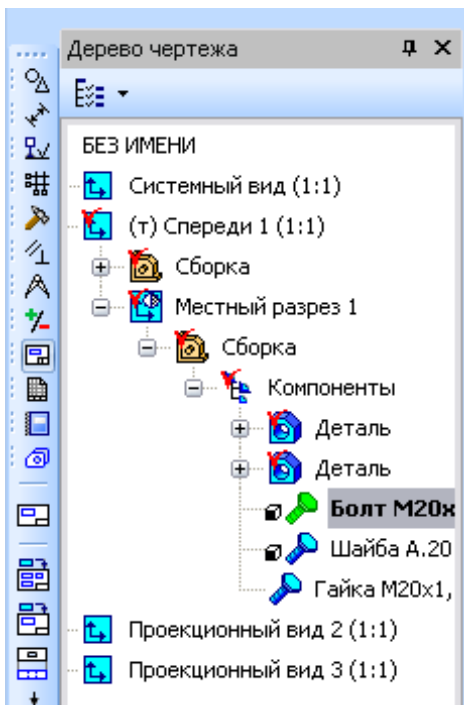 Дерево чертежа
БЕЗ ИМЕНИ
Системный вид (1:1)
(т) Спереди 1 (1:1)
Сборка
Местный разрез 1
Сборка
Компоненты
Деталь
Деталь
Болт М20х
Шайба А.20
Гайка М20х1,
Проекционный вид 2 (1:1)
Проекционный вид 3 (1:1)